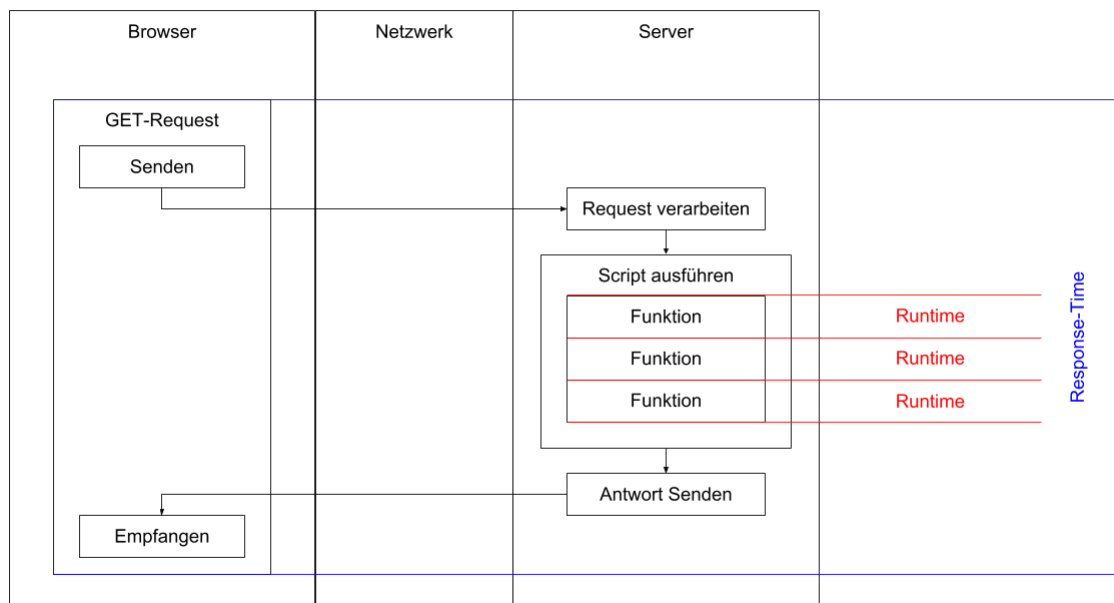 Browser
Netzwerk
Server
GET-Request
Senden
Request verarbeiten
Script ausführen
Funktion
Runtime
Funktion
Runtime
Funktion
Runtime
Response-Time
Antwort Senden
Empfangen